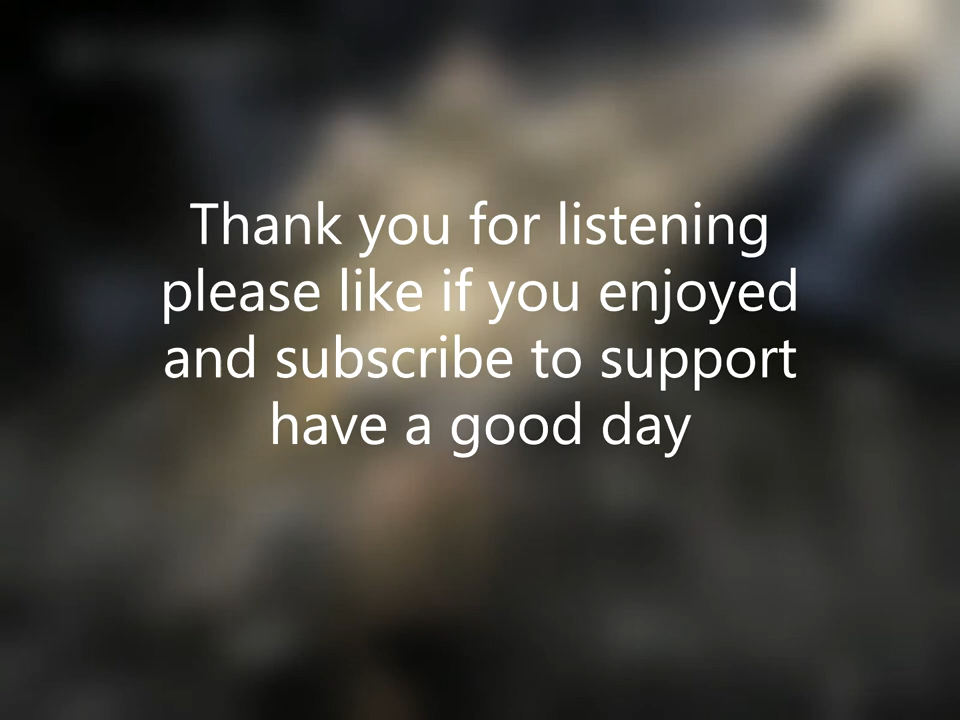 Thank you for listening
please like if you enjoyed
and subscribe to support
have a good day